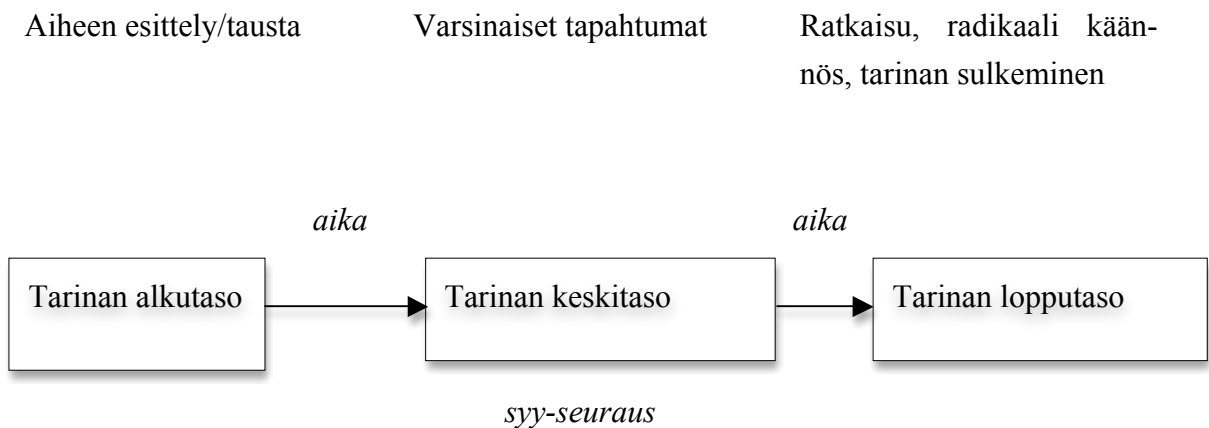 Aiheen esittely/tausta
Varsinaiset tapahtumat
Ratkaisu, radikaali kään-
nös, tarinan sulkeminen
aika
aika
Tarinan alkutaso
Tarinan keskitaso
Tarinan lopputaso
syy-seuraus